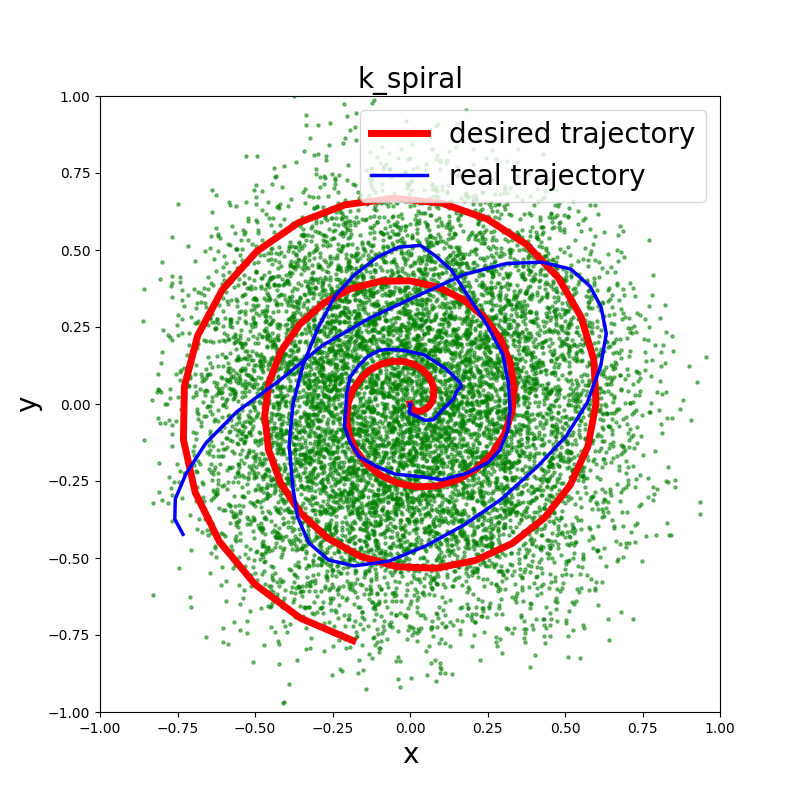 k_spiral
desired trajectory
real trajectory
1.00
0.75
0.50
0.25
0.00
−0.25
−0.50
−0.75
−1.00
y
−1.00 −0.75 −0.50 −0.25 0.00 0.25 0.50 0.75 1.00
x